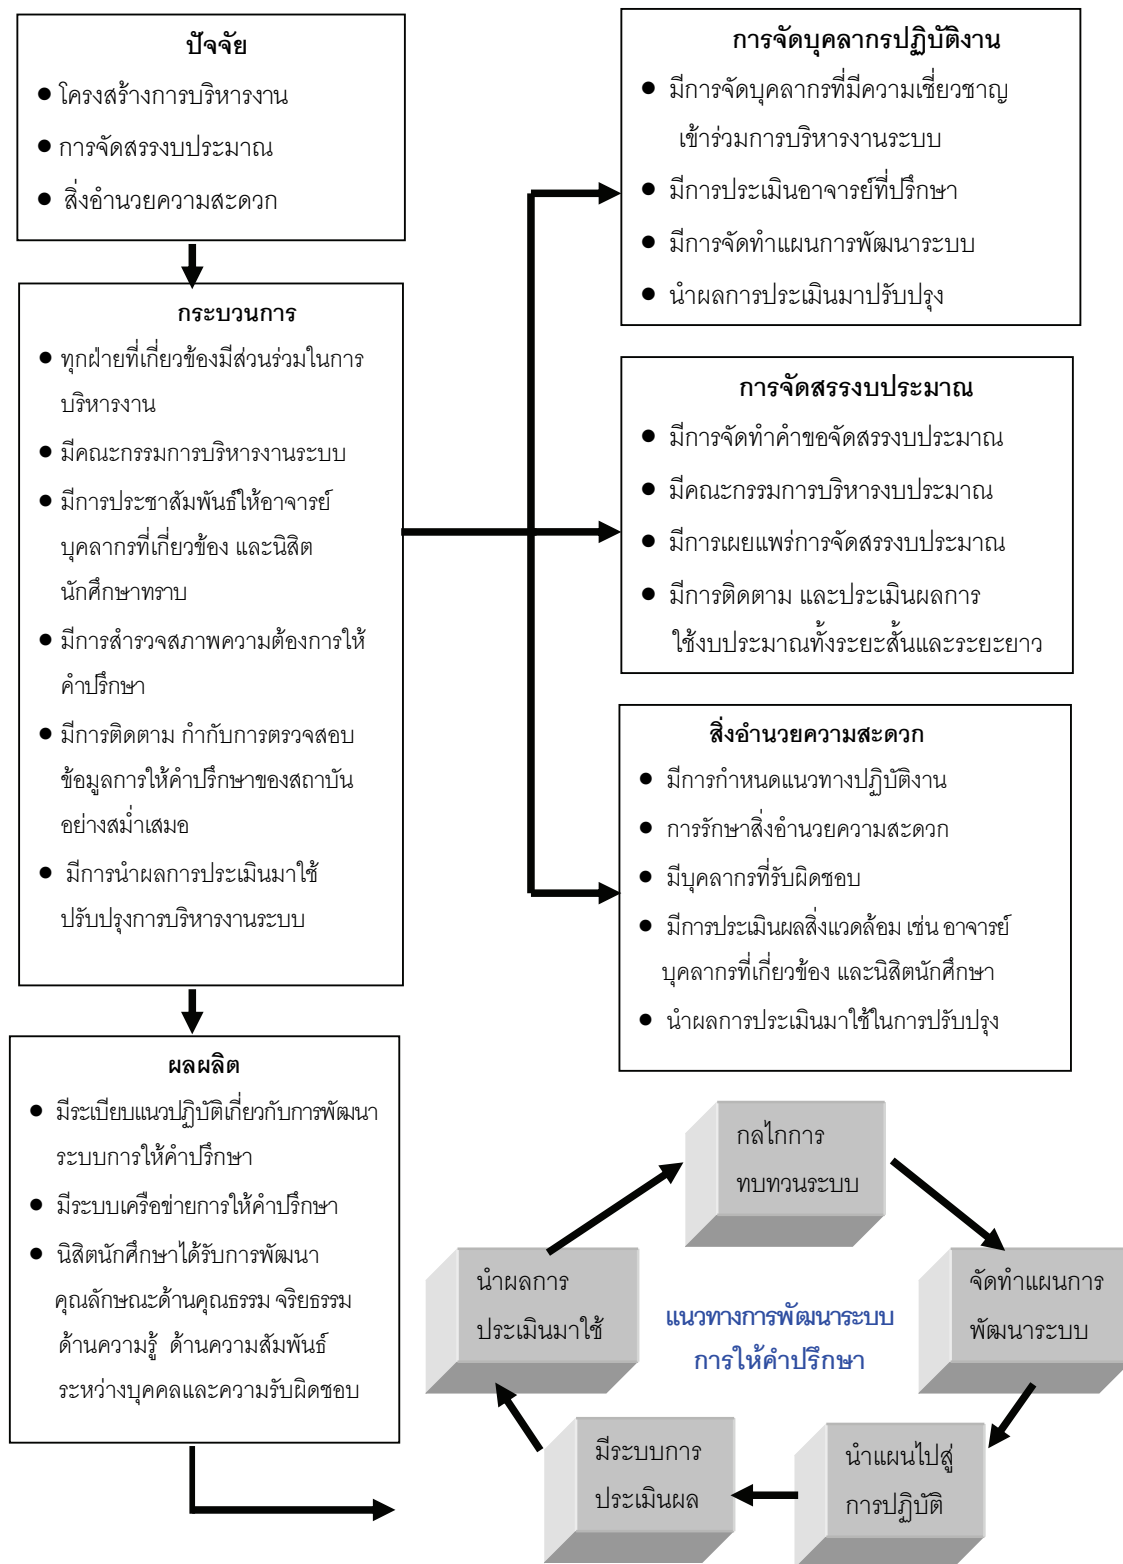 ปัจจัย
● โครงสร้างการบริหารงาน
● การจัดสรรงบประมาณ
● สิ่งอำนวยความสะดวก
กระบวนการ
● ทุกฝ่ายที่เกี่ยวข้องมีส่วนร่วมในการ
บริหารงาน
● มีคณะกรรมการบริหารงานระบบ
● มีการประชาสัมพันธ์ให้อาจารย์
บุคลากรที่เกี่ยวข้อง และนิสิต
นักศึกษาทราบ
● มีการสำรวจสภาพความต้องการให้
คำปรึกษา
● มีการติดตาม กำกับการตรวจสอบ
ข้อมูลการให้คำปรึกษาของสถาบัน
อย่างสม่ำเสมอ
● มีการนำผลการประเมินมาใช้
ปรับปรุงการบริหารงานระบบ
ผลผลิต
● มีระเบียบแนวปฏิบัติเกี่ยวกับการพัฒนา
ระบบการให้คำปรึกษา
● มีระบบเครือข่ายการให้คำปรึกษา
● นิสิตนักศึกษาได้รับการพัฒนา
คุณลักษณะด้านคุณธรรม จริยธรรม
ด้านความรู้ ด้านความสัมพันธ์
ระหว่างบุคคลและความรับผิดชอบ
การจัดบุคลากรปฏิบัติงาน
● มีการจัดบุคลากรที่มีความเชี่ยวชาญ
เข้าร่วมการบริหารงานระบบ
● มีการประเมินอาจารย์ที่ปรึกษา
● มีการจัดทำแผนการพัฒนาระบบ
● นำผลการประเมินมาปรับปรุง
การจัดสรรงบประมาณ
● มีการจัดทำคำขอจัดสรรงบประมาณ
● มีคณะกรรมการบริหารงบประมาณ
● มีการเผยแพร่การจัดสรรงบประมาณ
● มีการติดตาม และประเมินผลการ
ใช้งบประมาณทั้งระยะสั้นและระยะยาว
สิ่งอำนวยความสะดวก
● มีการกำหนดแนวทางปฏิบัติงาน
● การรักษาสิ่งอำนวยความสะดวก
● มีบุคลากรที่รับผิดชอบ
● มีการประเมินผลสิ่งแวดล้อม เช่น อาจารย์
บุคลากรที่เกี่ยวข้อง และนิสิตนักศึกษา
● นำผลการประเมินมาใช้ในการปรับปรุง
กลไกการ
ทบทวนระบบ
จัดทำแผนการ
พัฒนาระบบ
นำแผนไปสู่
การปฏิบัติ
มีระบบการ
ประเมินผล
นำผลการ
ประเมินมาใช้
แนวทางการพัฒนาระบบ
การให้คำปรึกษา